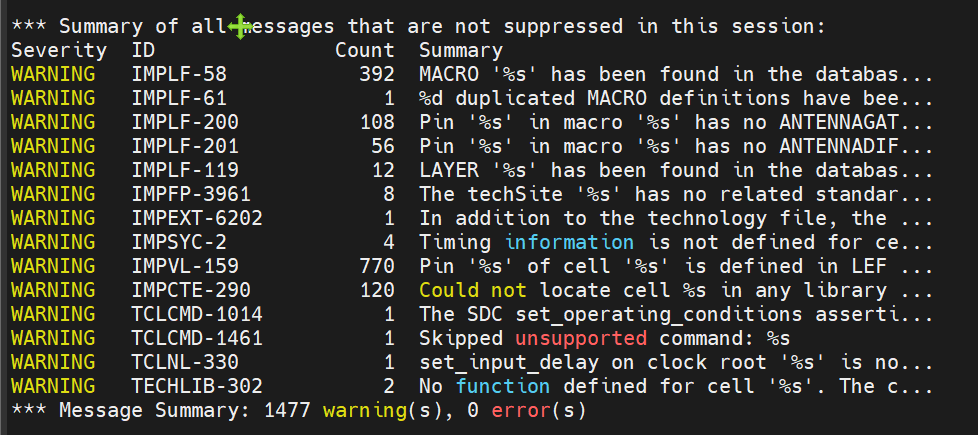 *** Summary of all messages that are not suppressed in this session:
Severity  ID               Count  Summary
WARNING   IMPLF-58           392  MACRO '%s' has been found in the databas...
WARNING   IMPLF-61             1  %d duplicated MACRO definitions have bee...
WARNING   IMPLF-200          108  Pin '%s' in macro '%s' has no ANTENNAGAT...
WARNING   IMPLF-201           56  Pin '%s' in macro '%s' has no ANTENNADIF...
WARNING   IMPLF-119           12  LAYER '%s' has been found in the databas...
WARNING   IMPFP-3961           8  The techSite '%s' has no related standar...
WARNING   IMPEXT-6202          1  In addition to the technology file, the ...
WARNING   IMPSYC-2             4  Timing information is not defined for ce...
WARNING   IMPVL-159          770  Pin '%s' of cell '%s' is defined in LEF ...
WARNING   IMPCTE-290         120  Could not locate cell %s in any library ...
WARNING   TCLCMD-1014          1  The SDC set_operating_conditions asserti...
WARNING   TCLCMD-1461          1  Skipped unsupported command: %s
WARNING   TCLNL-330            1  set_input_delay on clock root '%s' is no...
WARNING   TECHLIB-302          2  No function defined for cell '%s'. The c...
*** Message Summary: 1477 warning(s), 0 error(s)